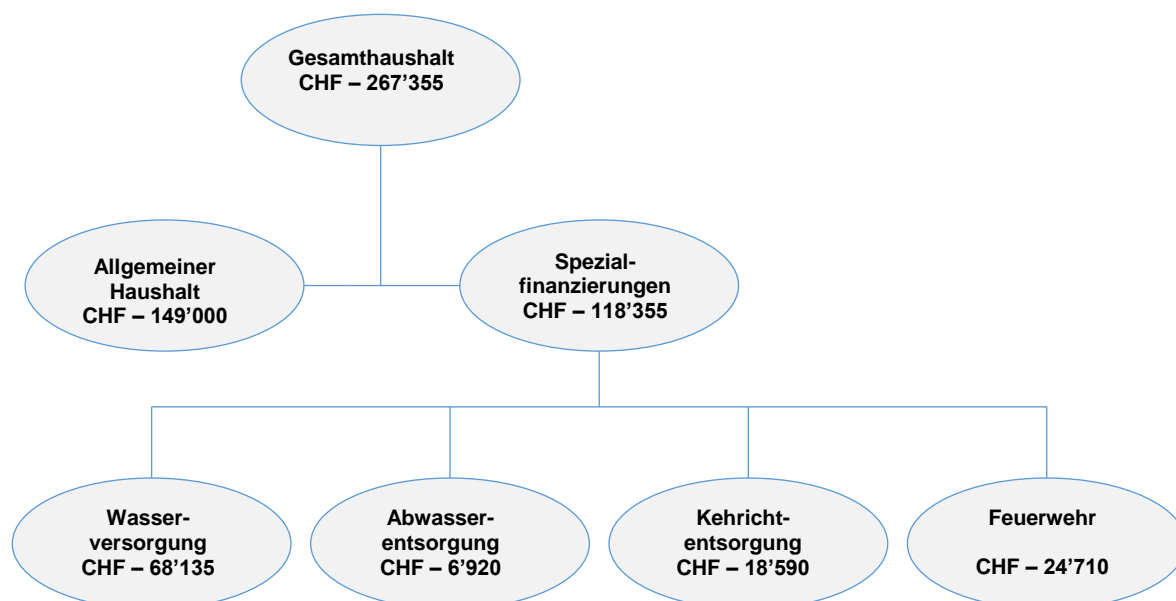 Gesamthaushalt
CHF – 267’355
Allgemeiner
Haushalt
CHF – 149’000
Spezial-
finanzierungen
CHF – 118’355
Wasser-
versorgung
CHF – 68’135
Abwasser-
entsorgung
CHF – 6’920
Kehricht-
entsorgung
CHF – 18’590
Feuerwehr
CHF – 24’710